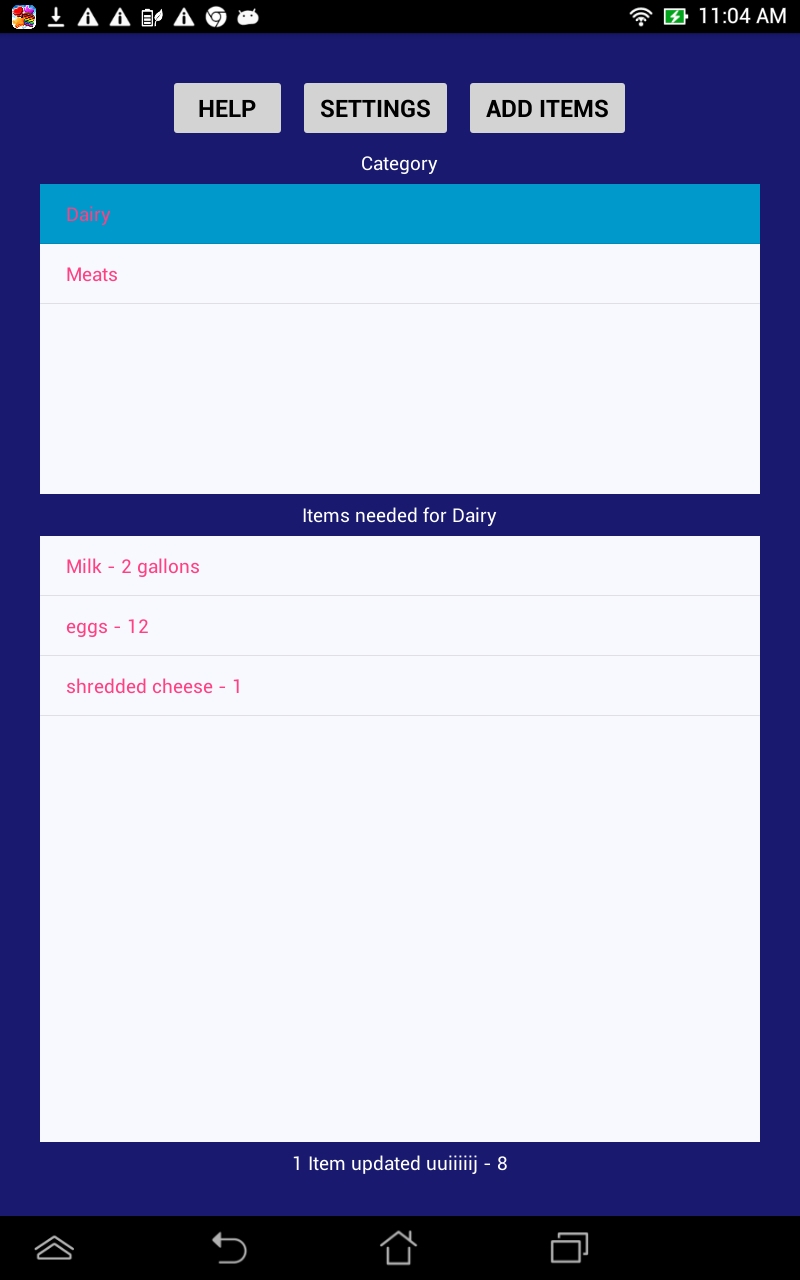 11:04 AM
HELP SETTINGS ADD ITEMS
Category
Dairy
Meats
Items needed for Dairy
Milk - 2 gallons
eggs - 12
shredded cheese - 1
1 Item updated uuiiiiij - 8